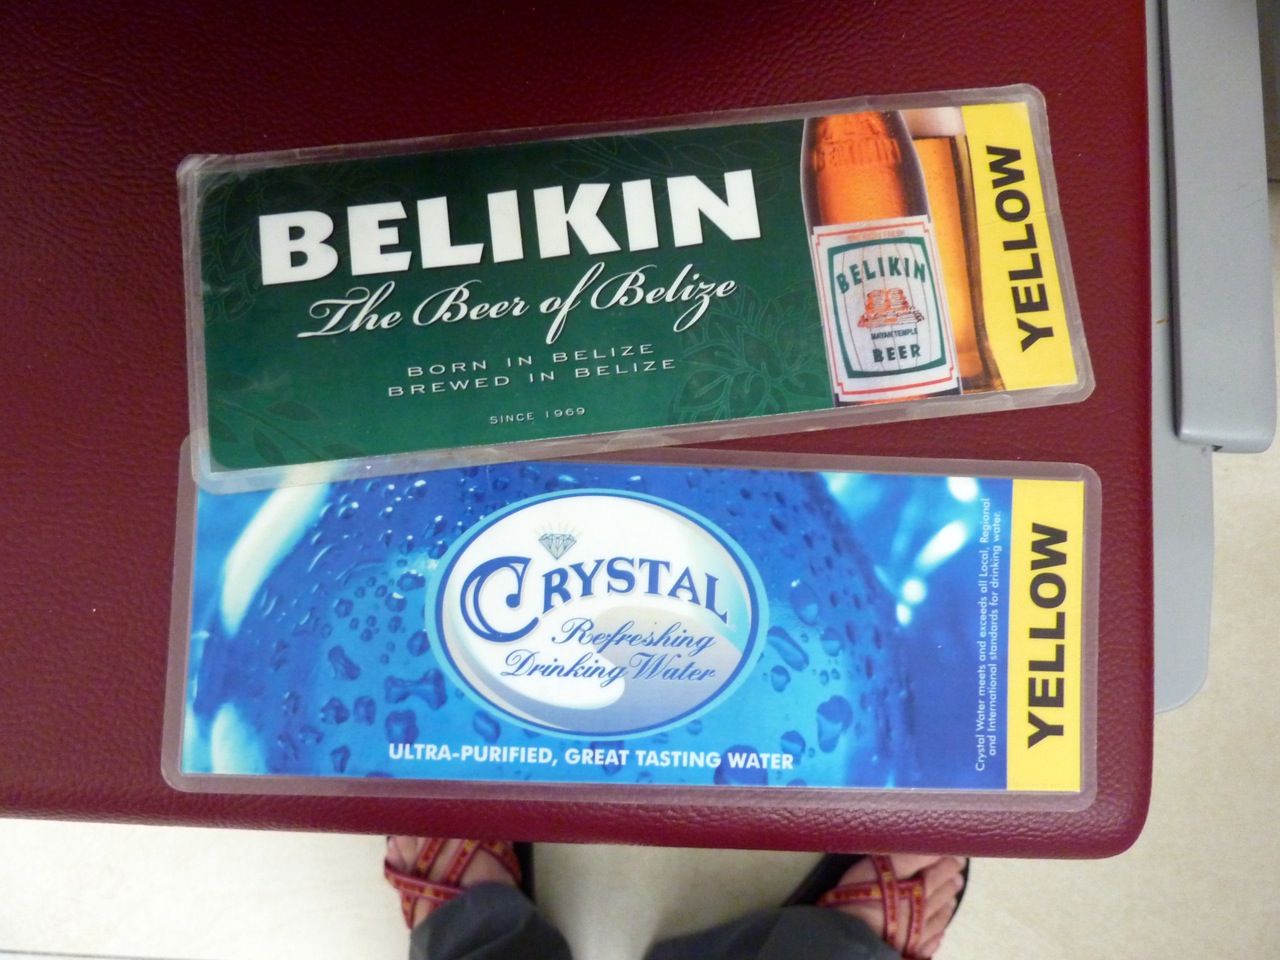 BELIKIN
The Beer of Belize
BORN IN BELIZE
BREWED IN BELIZE
SINCE 1969
BELIKIN
MAYAN TEMPLE
BEER
YELLOW
CRYSTAL
Refreshing
Drinking Water
ULTRA-PURIFIED, GREAT TASTING WATER
Crystal Water meets and exceeds all Local, Regional
and International standards for drinking water.
YELLOW